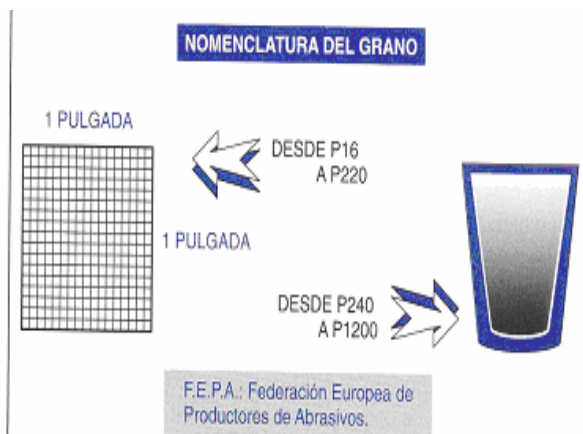 NOMENCLATURA DEL GRANO
1 PULGADA
DESDE P16
A P220
1 PULGADA
DESDE P240
A P1200
F.E.P.A.: Federación Europea de
Productores de Abrasivos.